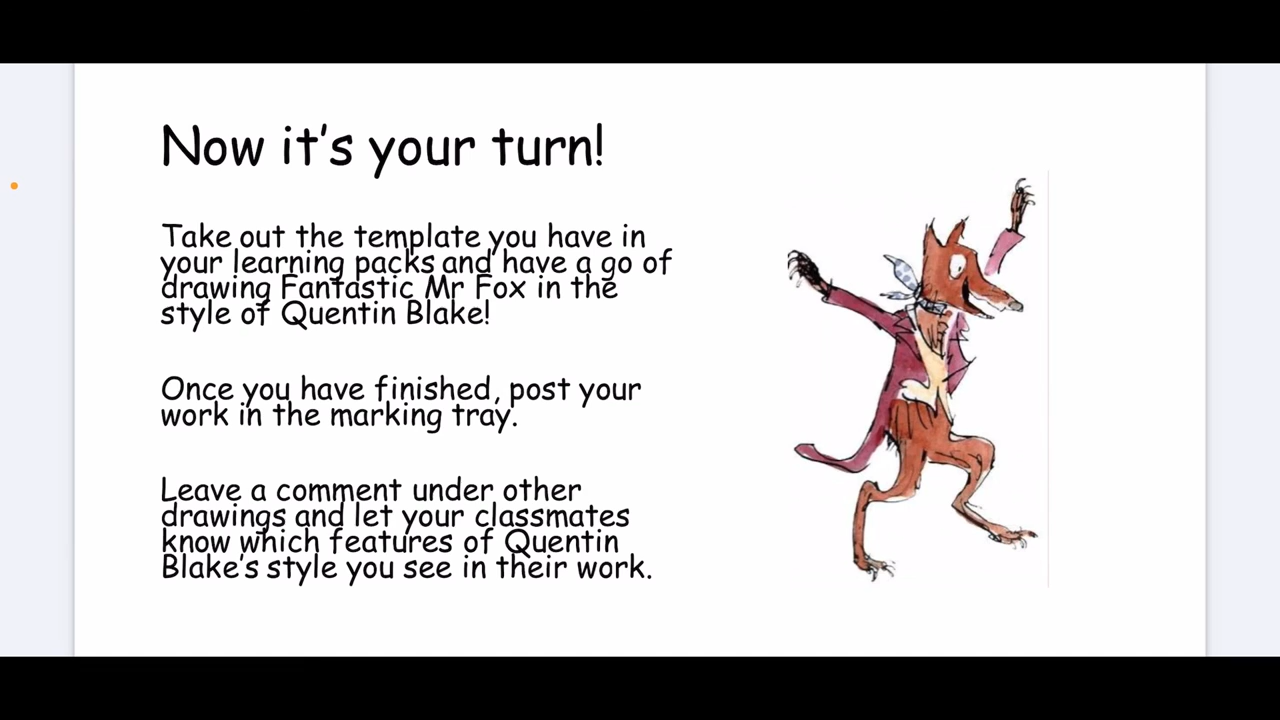 Now it's your turn!
Take out the template you have in
your learning packs and have a go of
drawing Fantastic Mr Fox in the
style of Quentin Blake!
Once you have finished, post your
work in the marking tray.
Leave a comment under other
drawings and let your classmates
know which features of Quentin
Blake's style you see in their work.